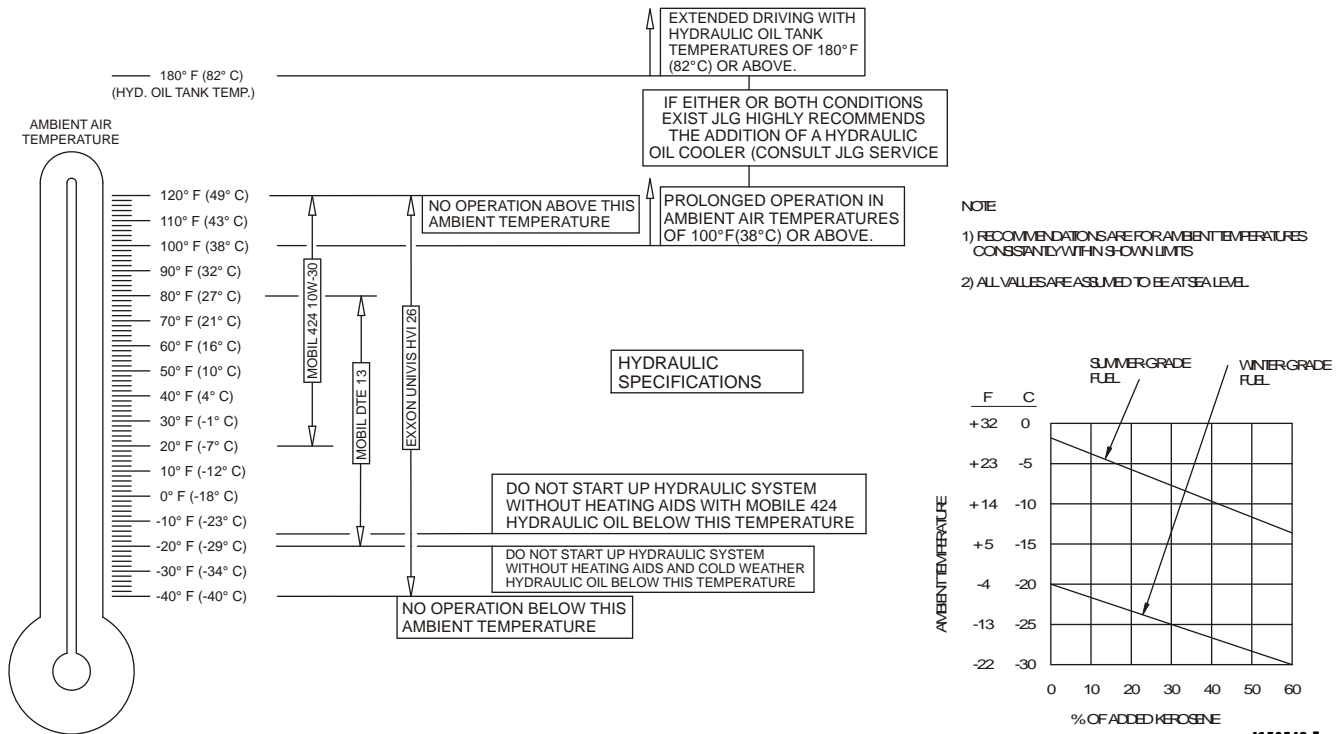 EXTENDED DRIVING WITH
HYDRAULIC OIL TANK
TEMPERATURES OF 180°F
(82°C) OR ABOVE.
180° F (82° C)
(HYD. OIL TANK TEMP.)
IF EITHER OR BOTH CONDITIONS
EXIST JLG HIGHLY RECOMMENDS
THE ADDITION OF A HYDRAULIC
OIL COOLER (CONSULT JLG SERVICE
AMBIENT AIR
TEMPERATURE
120° F (49° C)
110° F (43° C)
100° F (38° C)
90° F (32° C)
80° F (27° C)
70° F (21° C)
60° F (16° C)
50° F (10° C)
40° F (4° C)
30° F (-1° C)
20° F (-7° C)
10° F (-12° C)
0° F (-18° C)
-10° F (-23° C)
-20° F (-29° C)
-30° F (-34° C)
-40° F (-40° C)
MOBIL 424 10W-30
MOBIL DTE 13
EXXON UNIVIS HVI 26
NO OPERATION ABOVE THIS
AMBIENT TEMPERATURE
PROLONGED OPERATION IN
AMBIENT AIR TEMPERATURES
OF 100°F(38°C) OR ABOVE.
HYDRAULIC
SPECIFICATIONS
DO NOT START UP HYDRAULIC SYSTEM
WITHOUT HEATING AIDS WITH MOBILE 424
HYDRAULIC OIL BELOW THIS TEMPERATURE
DO NOT START UP HYDRAULIC SYSTEM
WITHOUT HEATING AIDS AND COLD WEATHER
HYDRAULIC OIL BELOW THIS TEMPERATURE
NO OPERATION BELOW THIS
AMBIENT TEMPERATURE
NOTE:
1) RECOMMENDATIONS ARE FOR AMBIENT TEMPERATURES
CONSISTANTLY WITHIN SHOWN LIMITS
2) ALL VALUES ARE ASSUMED TO BE AT SEA LEVEL.
SUMMER-GRADE
FUEL
WINTER-GRADE
FUEL
F C
+32 0
+23 -5
+14 -10
+5 -15
-4 -20
-13 -25
-22 -30
AMBIENT TEMPERATURE
0 10 20 30 40 50 60
% OF ADDED KEROSENE